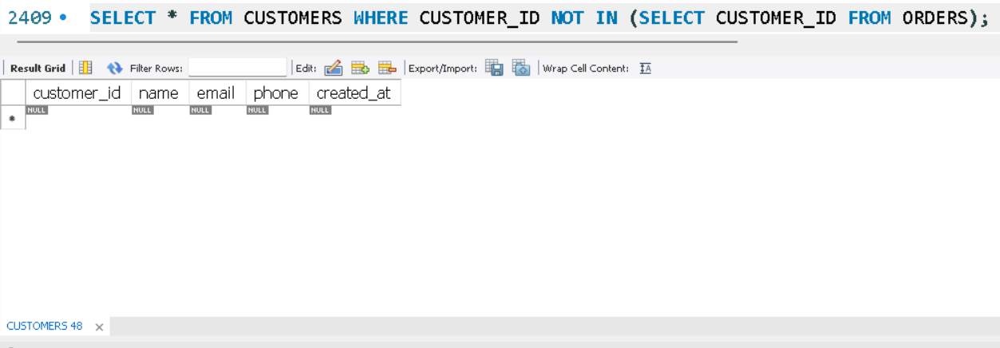 2409 SELECT * FROM CUSTOMERS WHERE CUSTOMER_ID NOT IN (SELECT CUSTOMER_ID FROM ORDERS);
Result Grid Filter Rows: Edit: Export/Import: Wrap Cell Content: IA
customer_id name email phone created_at
* NULL NULL NULL NULL NULL
CUSTOMERS 48 ×